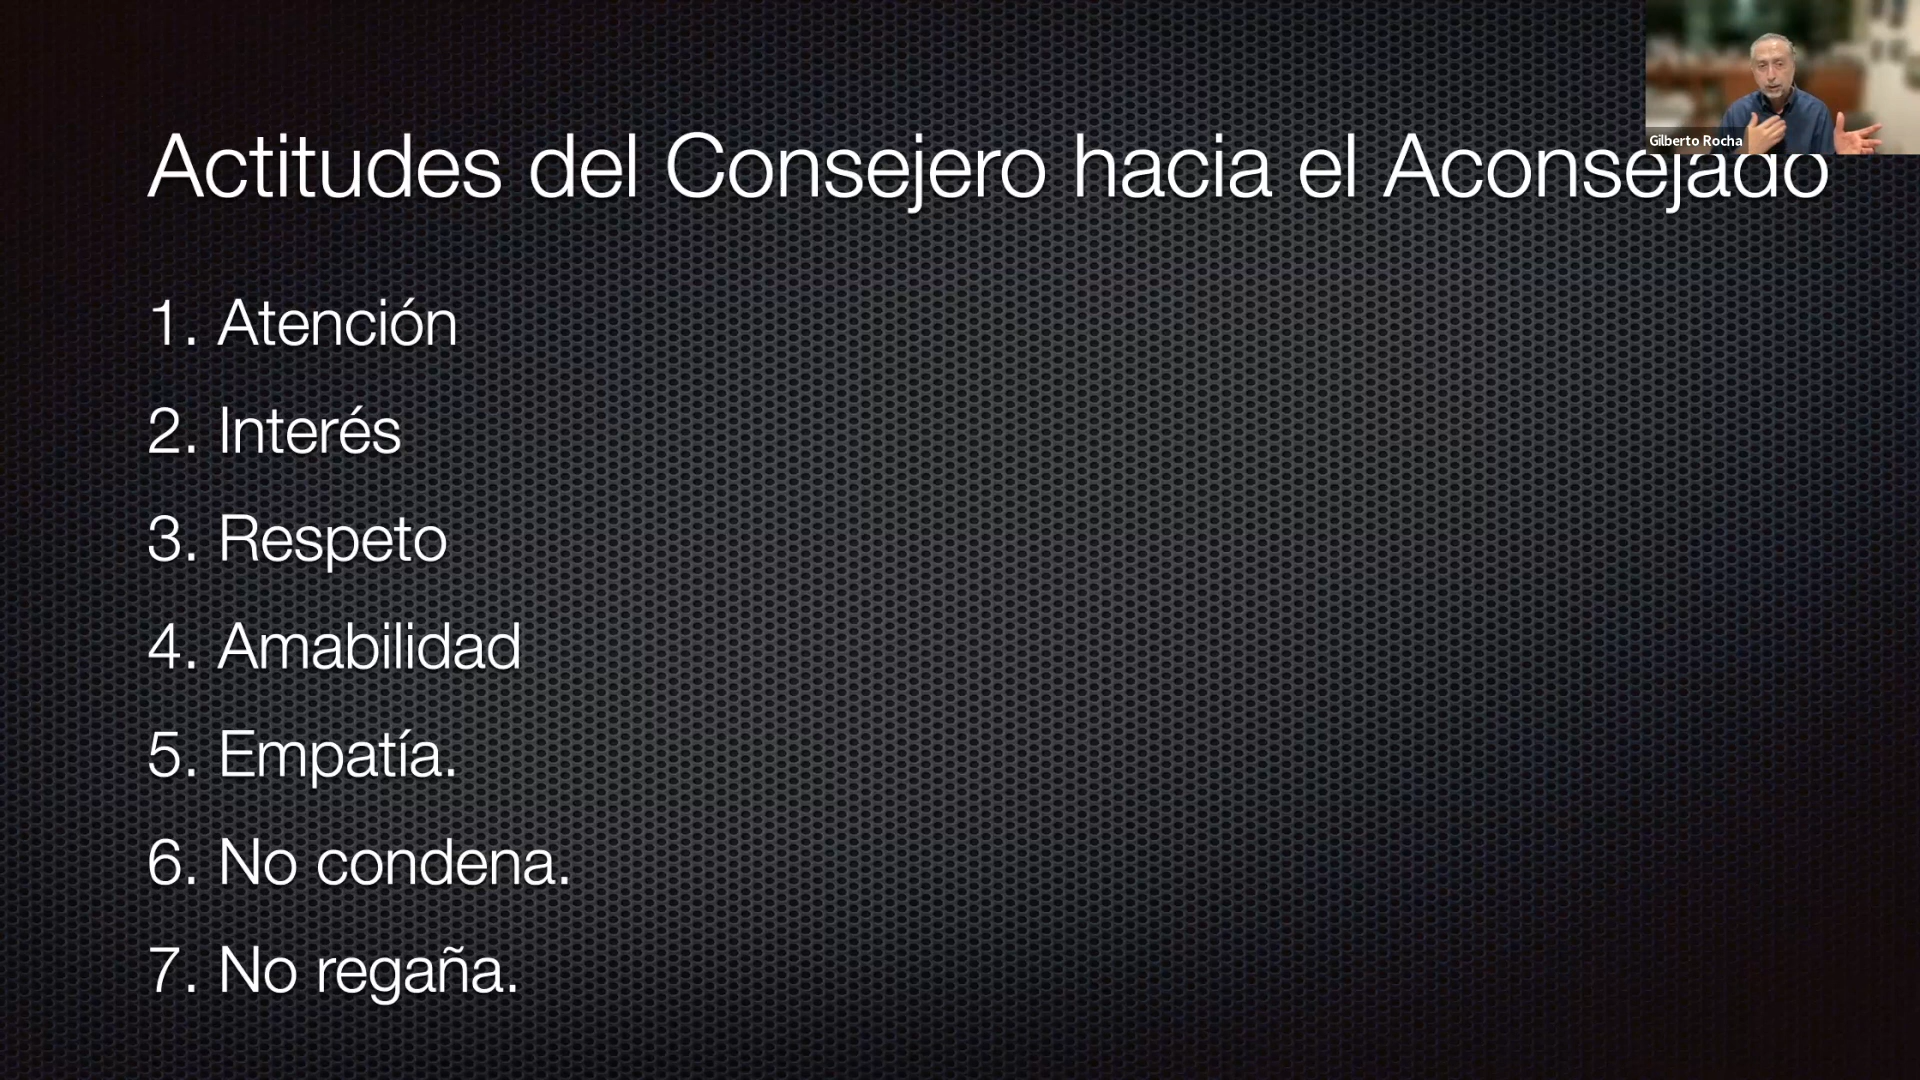 Gilberto Rocha
Actitudes del Consejero hacia el Aconsejado
1. Atención
2. Interés
3. Respeto
4. Amabilidad
5. Empatía.
6. No condena.
7. No regaña.